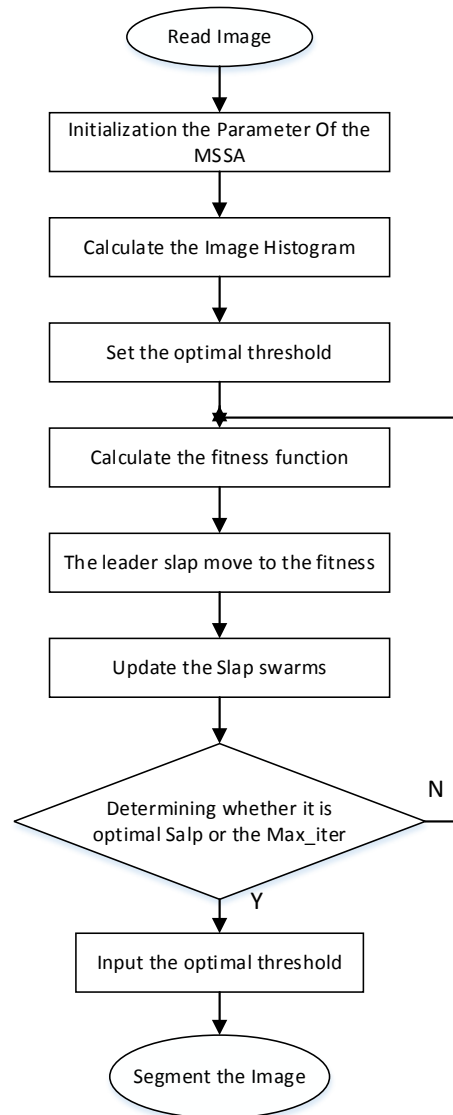 Read Image
Initialization the Parameter Of the
MSSA
Calculate the Image Histogram
Set the optimal threshold
Calculate the fitness function
The leader slap move to the fitness
Update the Slap swarms
Determining whether it is
optimal Salp or the Max_iter
N
Y
Input the optimal threshold
Segment the Image